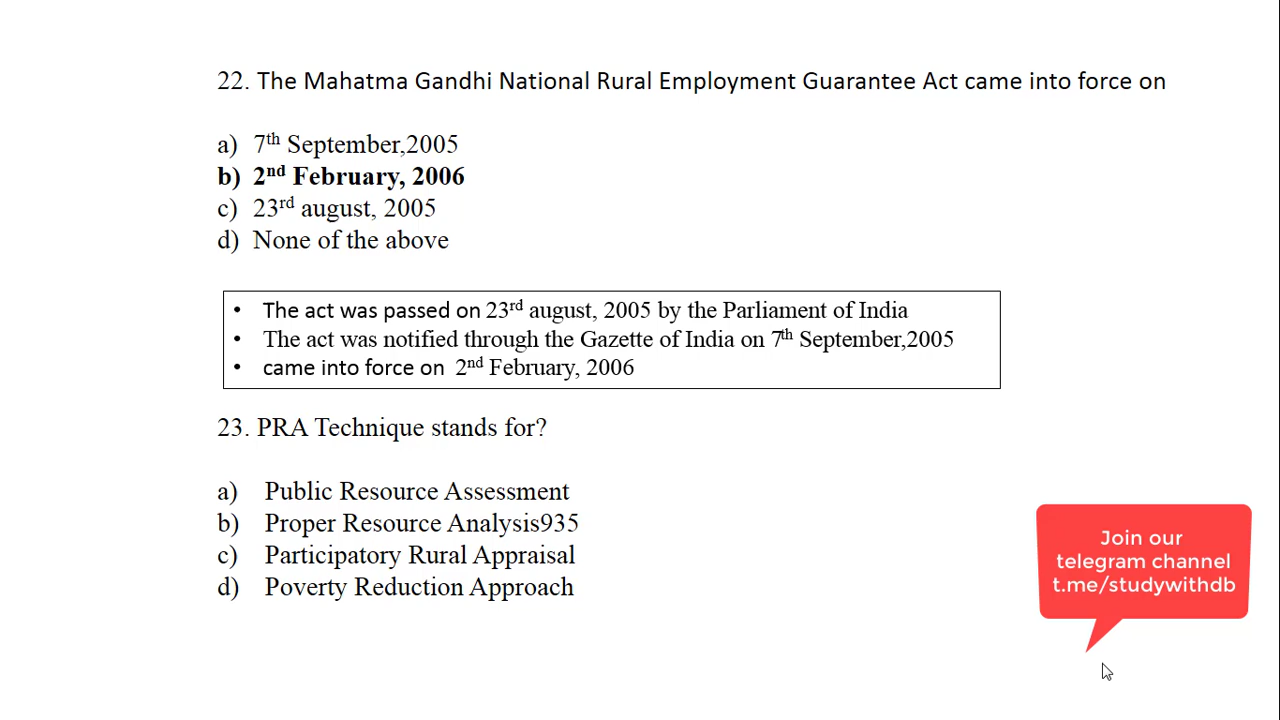 22. The Mahatma Gandhi National Rural Employment Guarantee Act came into force on
a) 7th September,2005
b) 2nd February, 2006
c) 23rd august, 2005
d) None of the above
• The act was passed on 23rd august, 2005 by the Parliament of India
• The act was notified through the Gazette of India on 7th September,2005
• came into force on 2nd February, 2006
23. PRA Technique stands for?
a) Public Resource Assessment
b) Proper Resource Analysis935
c) Participatory Rural Appraisal
d) Poverty Reduction Approach
Join our
telegram channel
t.me/studywithdb